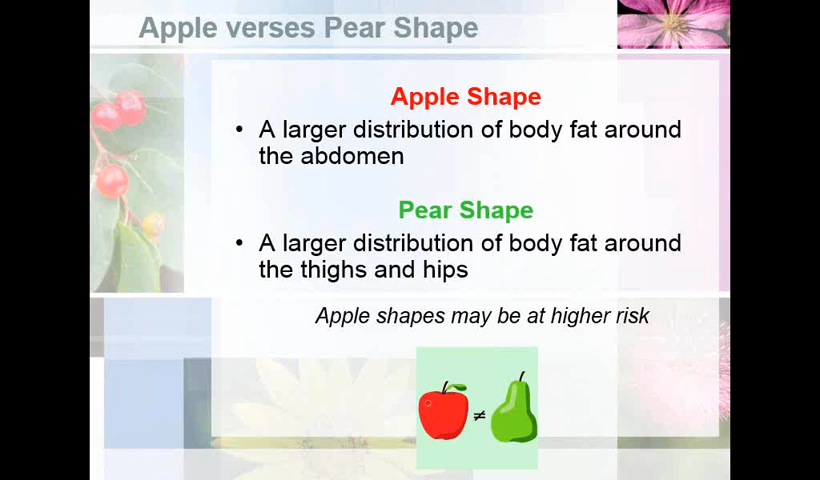 Apple verses Pear Shape
Apple Shape
• A larger distribution of body fat around
the abdomen
Pear Shape
• A larger distribution of body fat around
the thighs and hips
Apple shapes may be at higher risk
≠